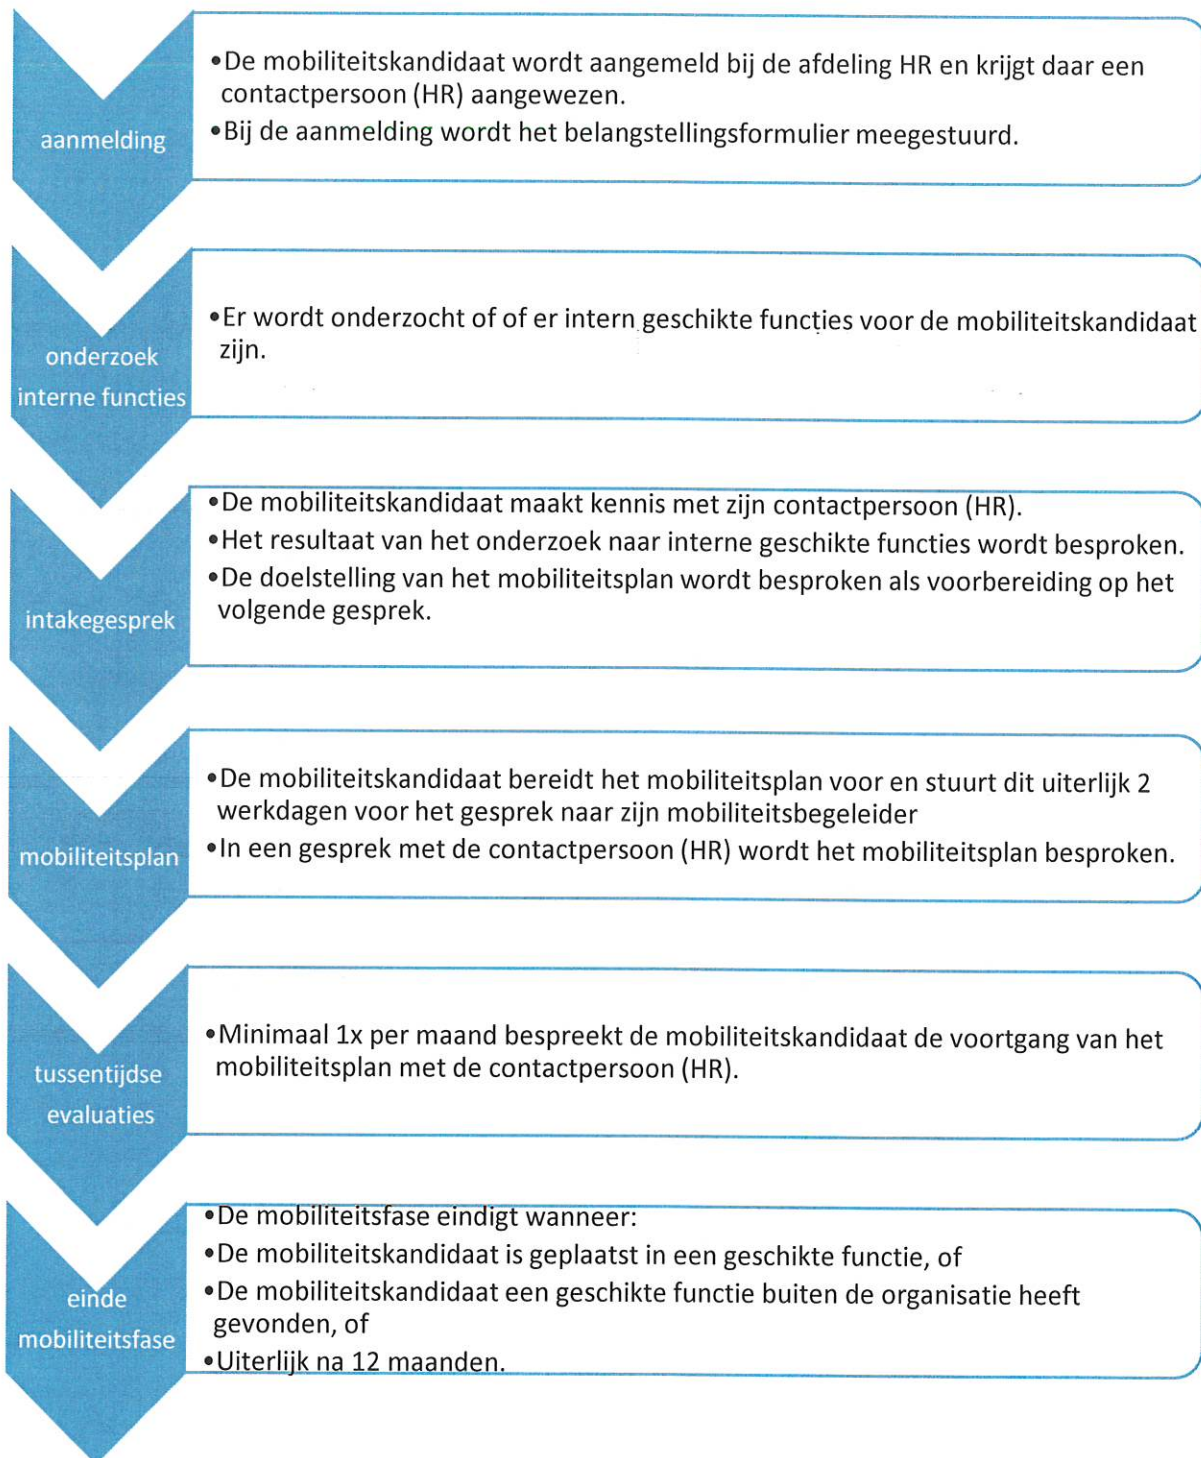 aanmelding
•De mobiliteitskandidaat wordt aangemeld bij de afdeling HR en krijgt daar een
contactpersoon (HR) aangewezen.
•Bij de aanmelding wordt het belangstellingsformulier meegestuurd.
onderzoek
interne functies
•Er wordt onderzocht of of er intern geschikte functies voor de mobiliteitskandidaat
zijn.
intakegesprek
•De mobiliteitskandidaat maakt kennis met zijn contactpersoon (HR).
•Het resultaat van het onderzoek naar interne geschikte functies wordt besproken.
•De doelstelling van het mobiliteitsplan wordt besproken als voorbereiding op het
volgende gesprek.
mobiliteitsplan
•De mobiliteitskandidaat bereidt het mobiliteitsplan voor en stuurt dit uiterlijk 2
werkdagen voor het gesprek naar zijn mobiliteitsbegeleider
•In een gesprek met de contactpersoon (HR) wordt het mobiliteitsplan besproken.
tussentijdse
evaluaties
•Minimaal 1x per maand bespreekt de mobiliteitskandidaat de voortgang van het
mobiliteitsplan met de contactpersoon (HR).
einde
mobiliteitsfase
•De mobiliteitsfase eindigt wanneer:
•De mobiliteitskandidaat is geplaatst in een geschikte functie, of
•De mobiliteitskandidaat een geschikte functie buiten de organisatie heeft
gevonden, of
•Uiterlijk na 12 maanden.